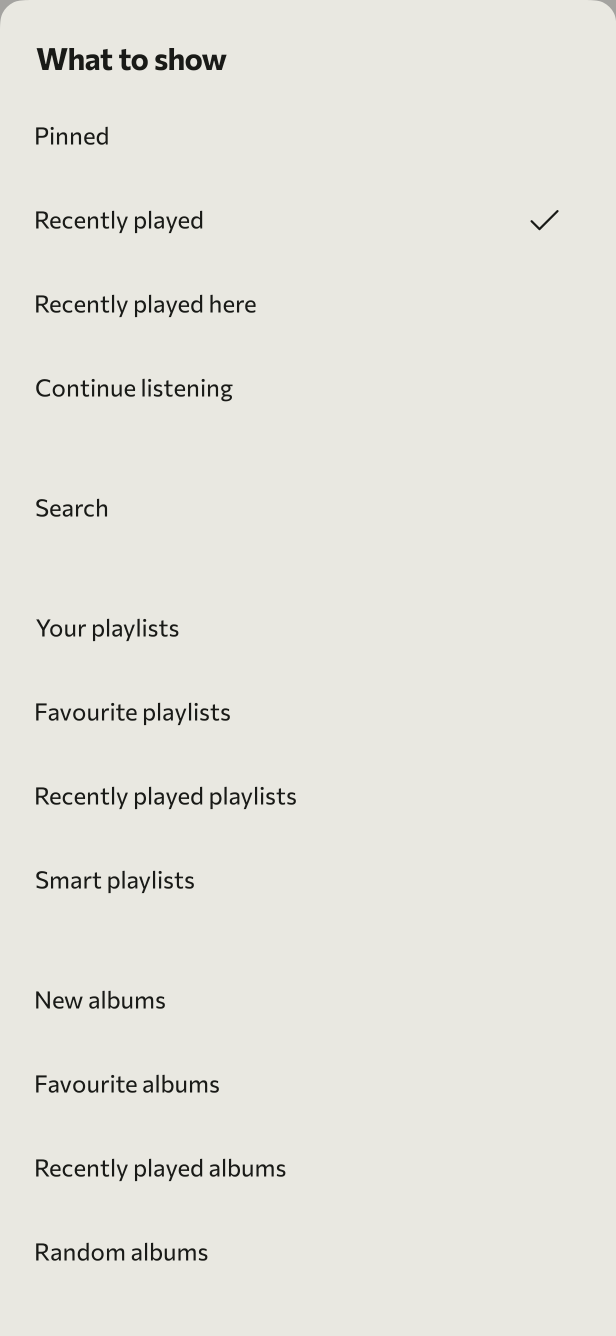 What to show
Pinned
Recently played
Recently played here
Continue listening
Search
Your playlists
Favourite playlists
Recently played playlists
Smart playlists
New albums
Favourite albums
Recently played albums
Random albums